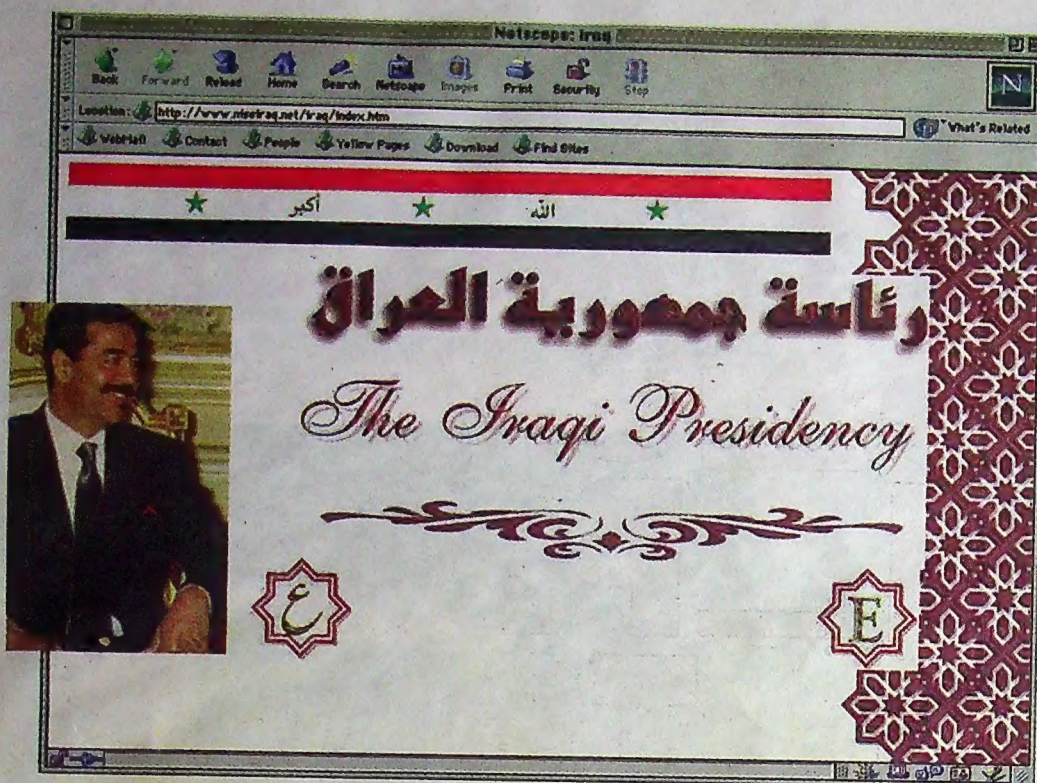 Netscape: Iraq
Back Forward Reload Home Search Netscape Images Print Security Stop
Location: http://www.niseiraq.net/iraq/index.htm
What's Related
WebMail Contact People Yellow Pages Download Find Sites
الله أكبر
رئاسة جمهورية العراق
The Iraqi Presidency
ع E